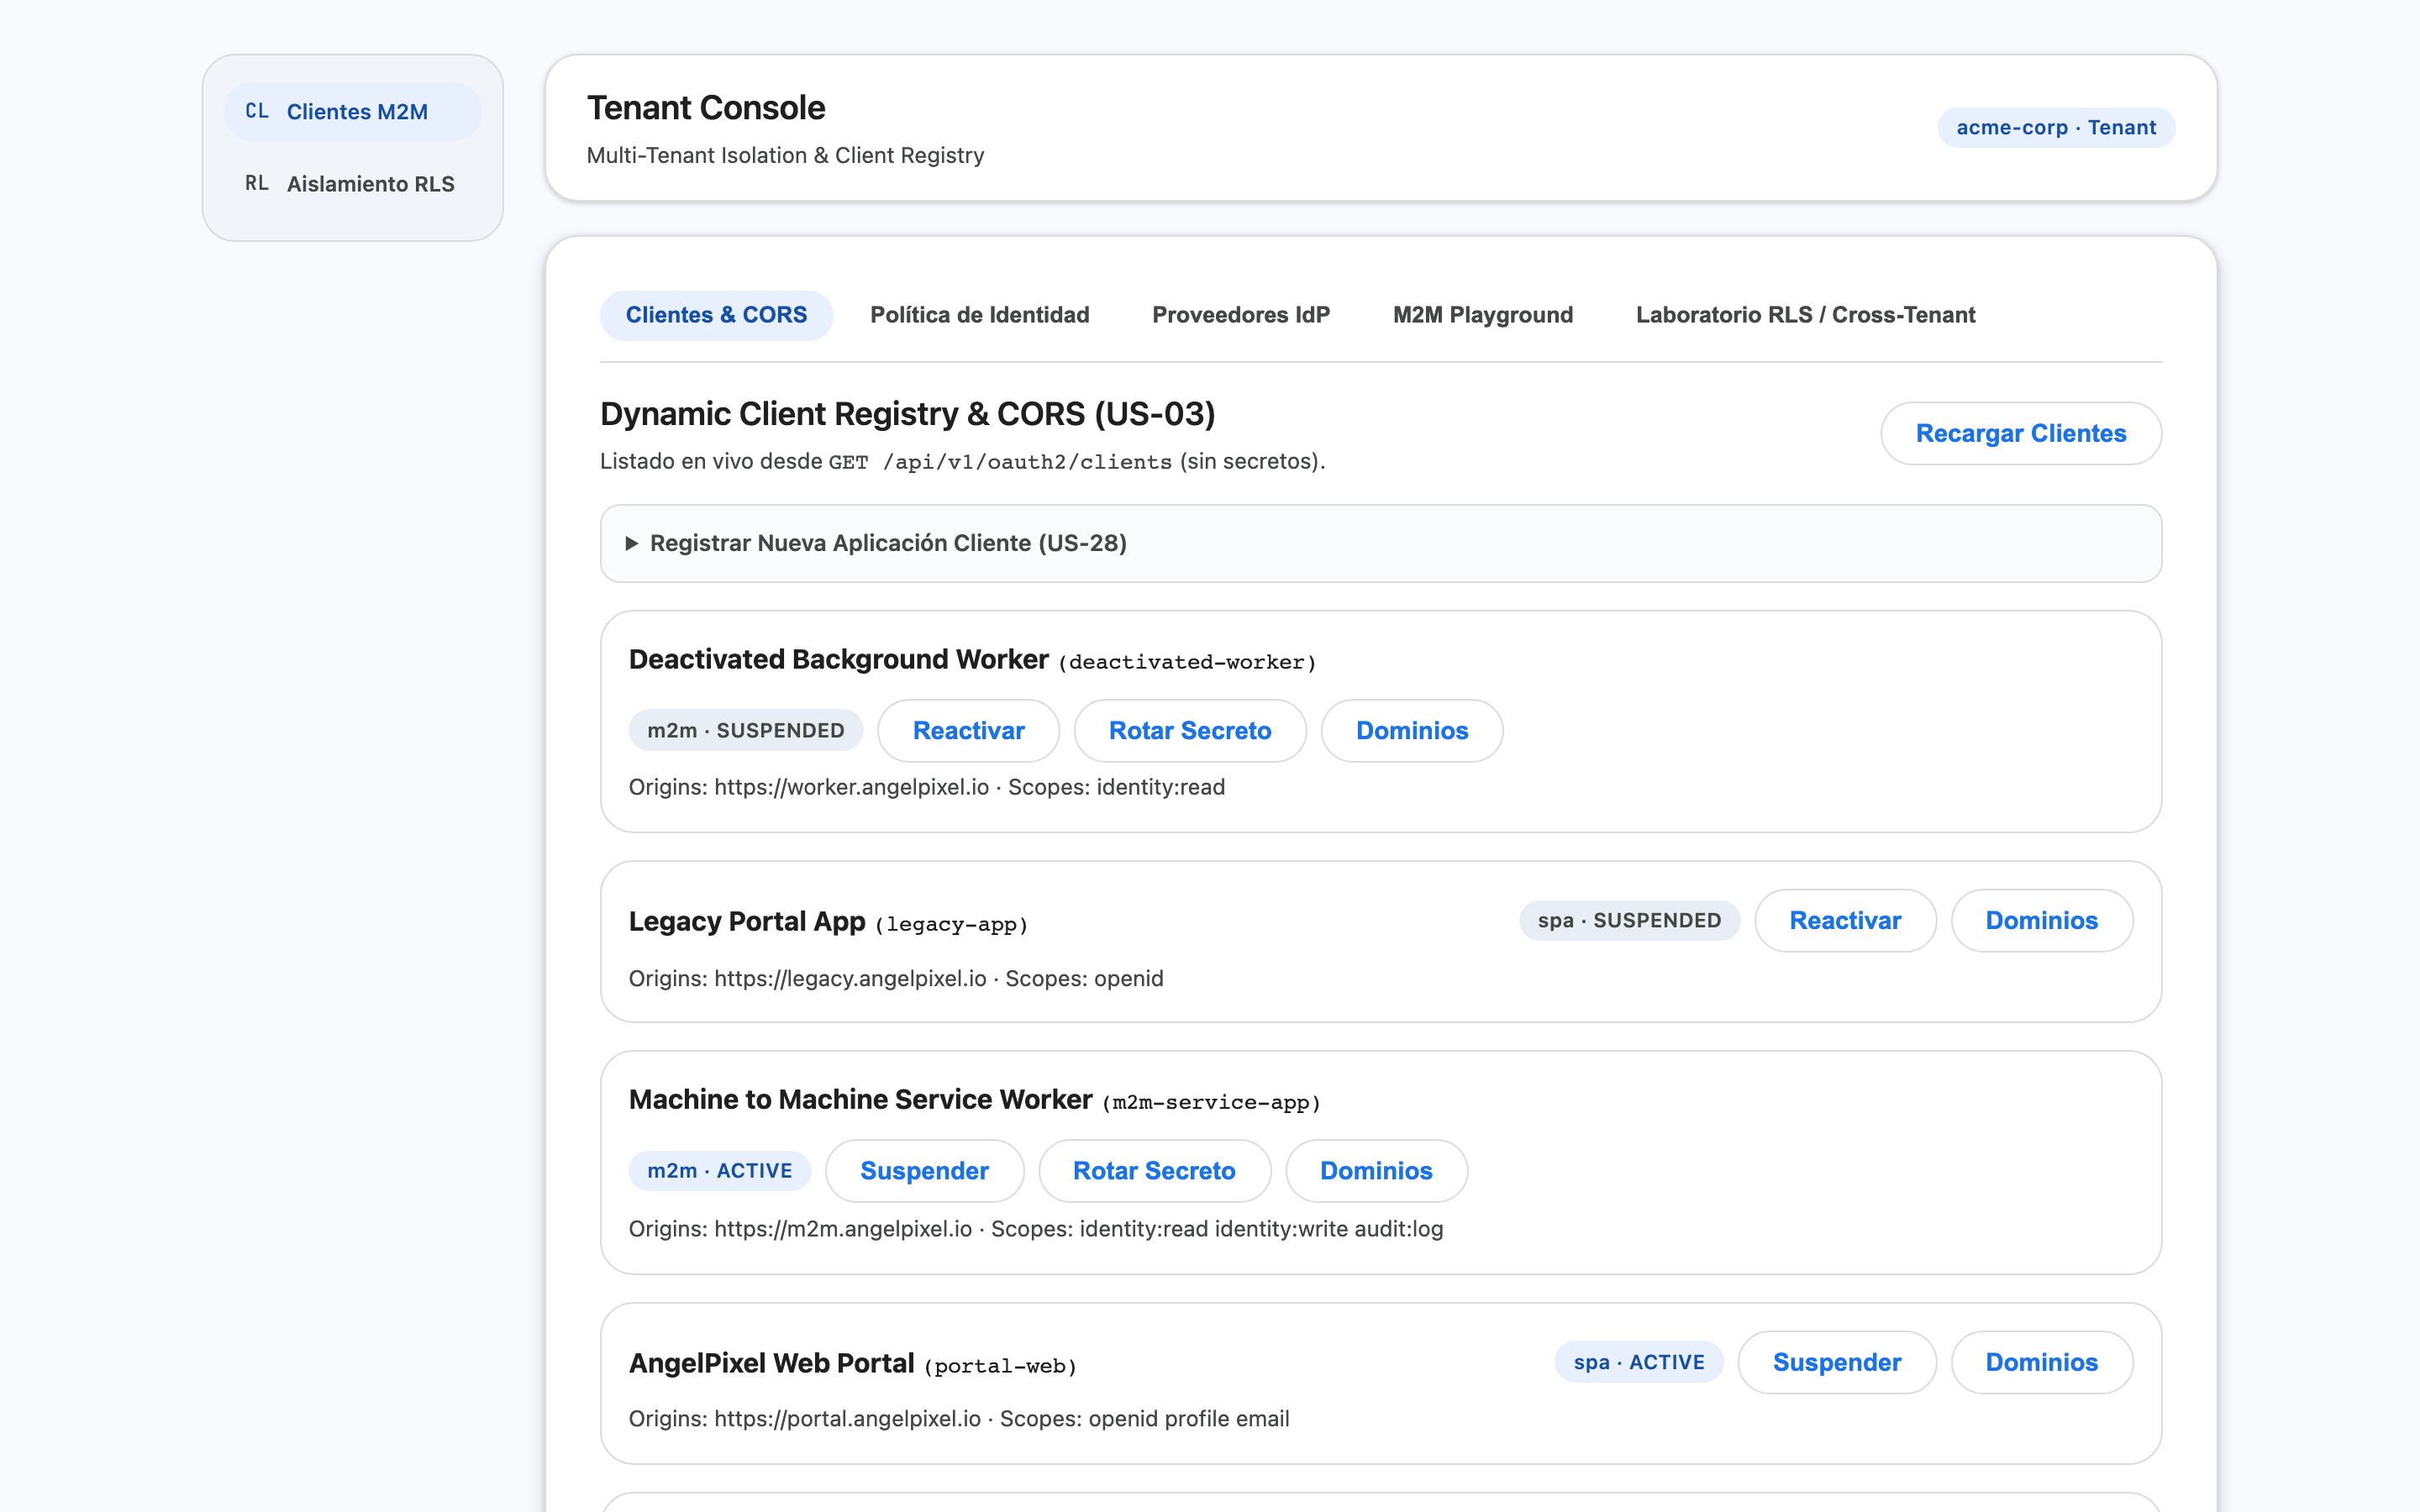 CL Clientes M2M
RL Aislamiento RLS
Tenant Console
Multi-Tenant Isolation & Client Registry
acme-corp · Tenant
Clientes & CORS Política de Identidad Proveedores IdP M2M Playground Laboratorio RLS / Cross-Tenant
Dynamic Client Registry & CORS (US-03)
Listado en vivo desde GET /api/v1/oauth2/clients (sin secretos).
Recargar Clientes
▶ Registrar Nueva Aplicación Cliente (US-28)
Deactivated Background Worker (deactivated-worker)
m2m · SUSPENDED Reactivar Rotar Secreto Dominios
Origins: https://worker.angelpixel.io · Scopes: identity:read
Legacy Portal App (legacy-app) spa · SUSPENDED Reactivar Dominios
Origins: https://legacy.angelpixel.io · Scopes: openid
Machine to Machine Service Worker (m2m-service-app)
m2m · ACTIVE Suspender Rotar Secreto Dominios
Origins: https://m2m.angelpixel.io · Scopes: identity:read identity:write audit:log
AngelPixel Web Portal (portal-web) spa · ACTIVE Suspender Dominios
Origins: https://portal.angelpixel.io · Scopes: openid profile email